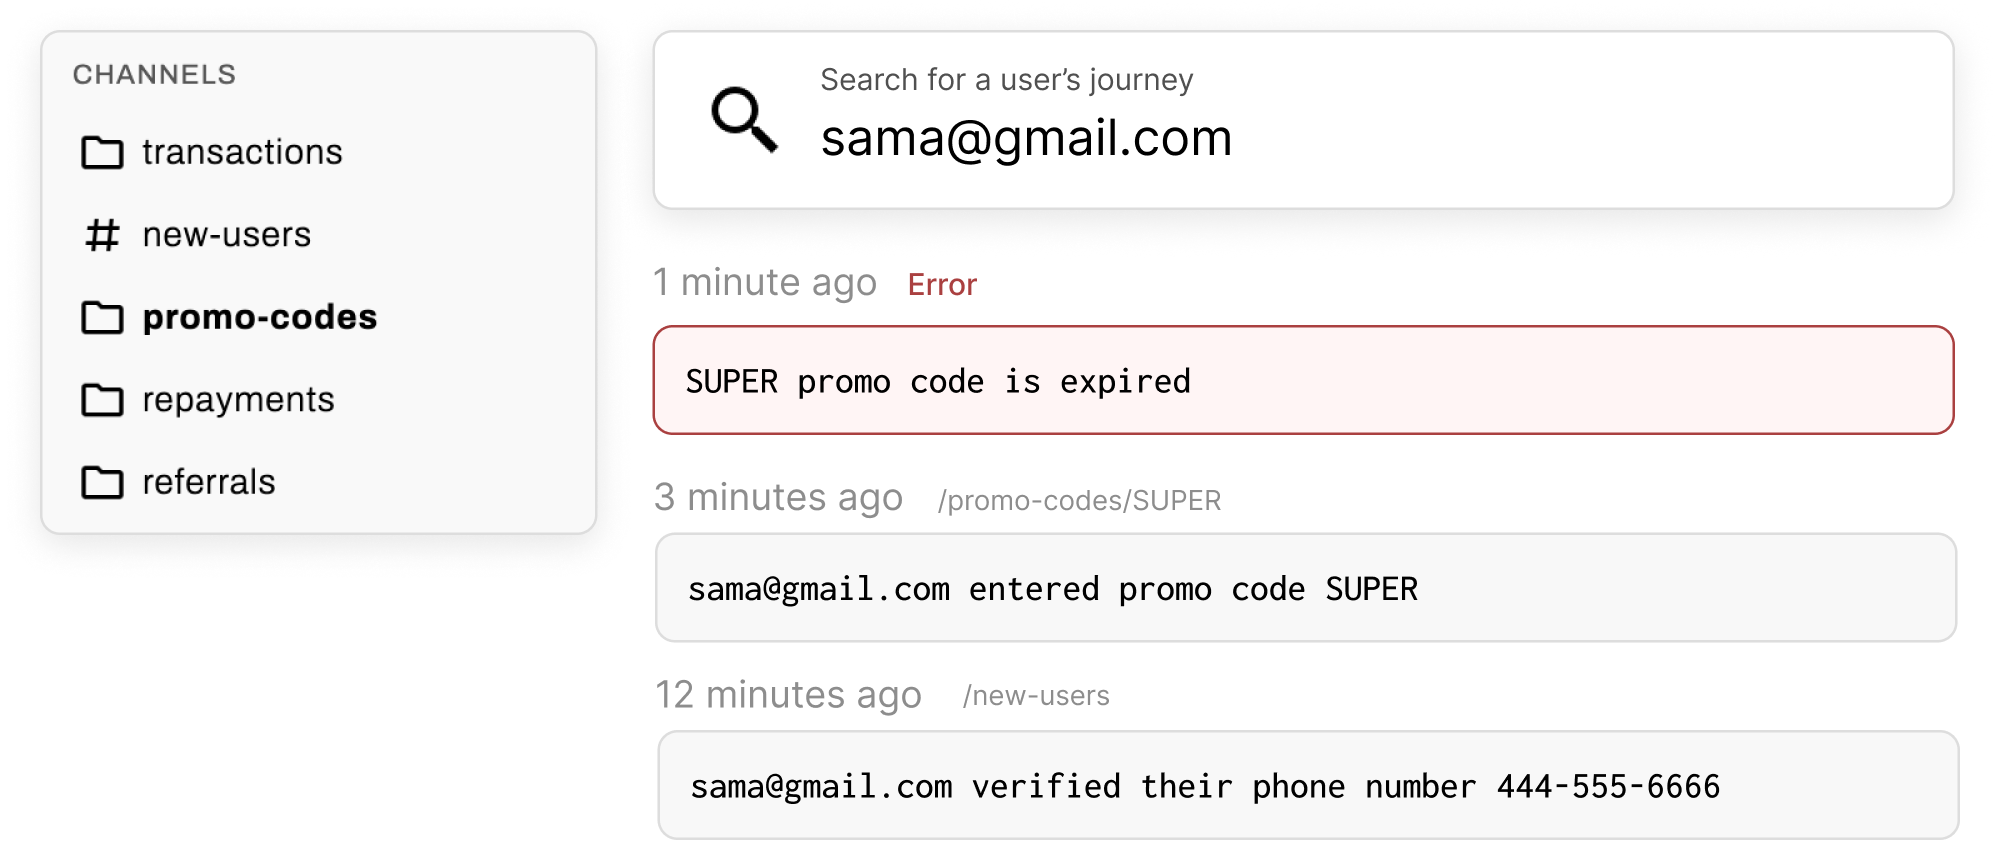 CHANNELS
transactions
# new-users
promo-codes
repayments
referrals
Search for a user’s journey
sama@gmail.com
1 minute ago Error
SUPER promo code is expired
3 minutes ago /promo-codes/SUPER
sama@gmail.com entered promo code SUPER
12 minutes ago /new-users
sama@gmail.com verified their phone number 444-555-6666